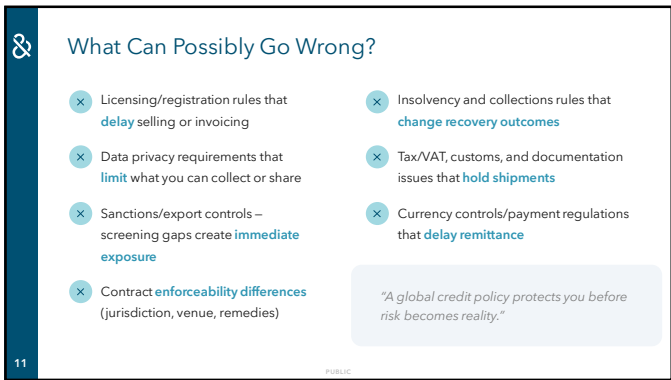 &
What Can Possibly Go Wrong?
Licensing/registration rules that
delay selling or invoicing
Data privacy requirements that
limit what you can collect or share
Sanctions/export controls –
screening gaps create immediate
exposure
Contract enforceability differences
(jurisdiction, venue, remedies)
Insolvency and collections rules that
change recovery outcomes
Tax/VAT, customs, and documentation
issues that hold shipments
Currency controls/payment regulations
that delay remittance
“A global credit policy protects you before
risk becomes reality.”
11
PUBLIC